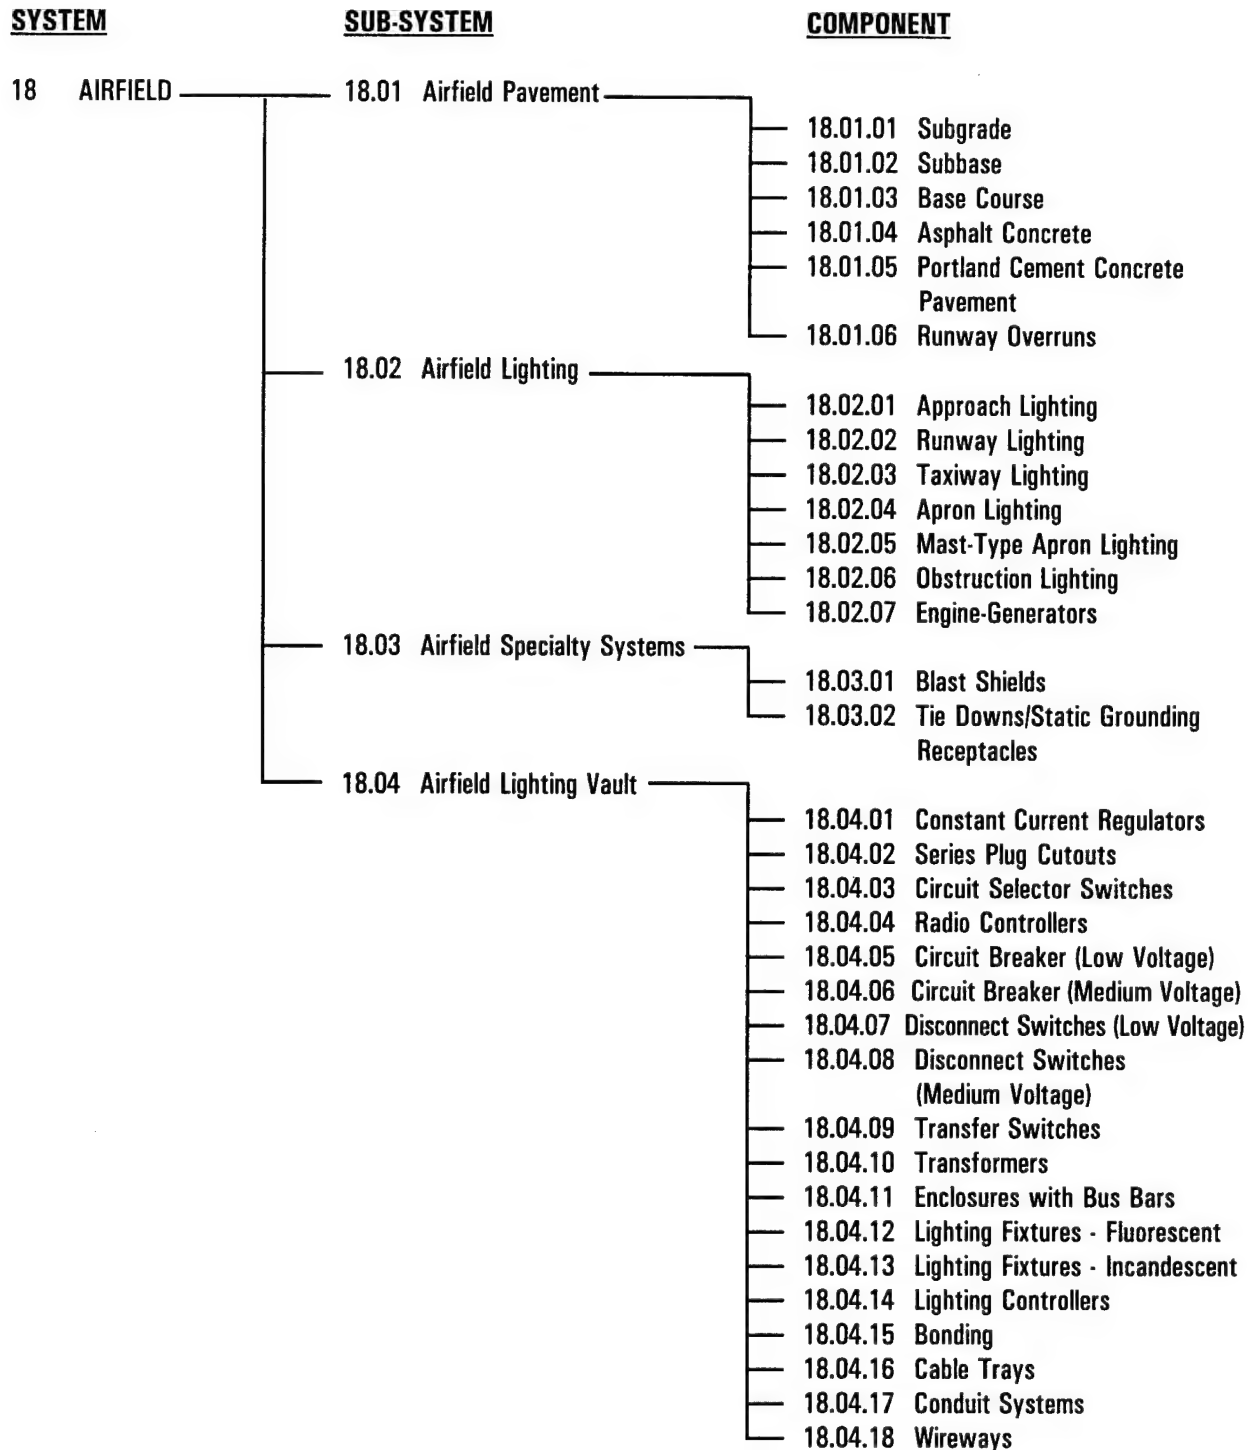 SYSTEM SUB-SYSTEM COMPONENT
18 AIRFIELD 18.01 Airfield Pavement
18.01.01 Subgrade
18.01.02 Subbase
18.01.03 Base Course
18.01.04 Asphalt Concrete
18.01.05 Portland Cement Concrete
Pavement
18.01.06 Runway Overruns
18.02 Airfield Lighting
18.02.01 Approach Lighting
18.02.02 Runway Lighting
18.02.03 Taxiway Lighting
18.02.04 Apron Lighting
18.02.05 Mast-Type Apron Lighting
18.02.06 Obstruction Lighting
18.02.07 Engine-Generators
18.03 Airfield Specialty Systems
18.03.01 Blast Shields
18.03.02 Tie Downs/Static Grounding
Receptacles
18.04 Airfield Lighting Vault
18.04.01 Constant Current Regulators
18.04.02 Series Plug Cutouts
18.04.03 Circuit Selector Switches
18.04.04 Radio Controllers
18.04.05 Circuit Breaker (Low Voltage)
18.04.06 Circuit Breaker (Medium Voltage)
18.04.07 Disconnect Switches (Low Voltage)
18.04.08 Disconnect Switches
(Medium Voltage)
18.04.09 Transfer Switches
18.04.10 Transformers
18.04.11 Enclosures with Bus Bars
18.04.12 Lighting Fixtures - Fluorescent
18.04.13 Lighting Fixtures - Incandescent
18.04.14 Lighting Controllers
18.04.15 Bonding
18.04.16 Cable Trays
18.04.17 Conduit Systems
18.04.18 Wireways